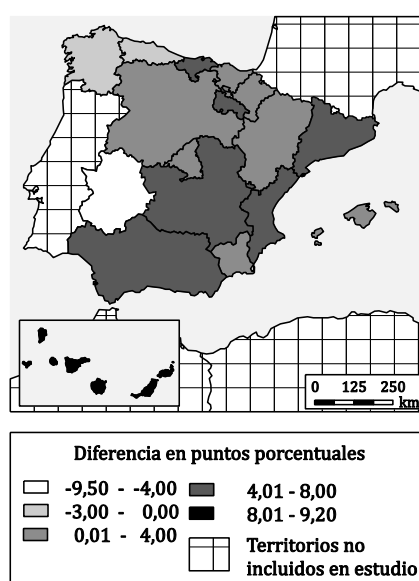 0 125 250
km
Diferencia en puntos porcentuales
-9,50 - -4,00
-3,00 - 0,00
0,01 - 4,00
4,01 - 8,00
8,01 - 9,20
Territorios no
incluidos en estudio